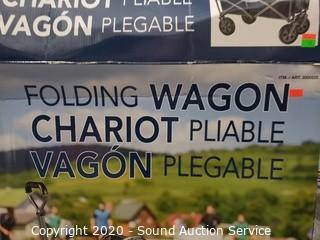 CHARIOT PLIABLE
VAGÓN PLEGABLE
FOLDING WAGON
CHARIOT PLIABLE
VAGÓN PLEGABLE
Copyright 2020 - Sound Auction Service